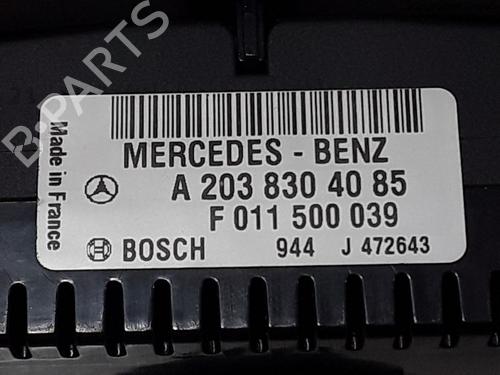 B-PARTS
Made in France
MERCEDES - BENZ
A 203 830 40 85
F 011 500 039
BOSCH 944 J 472643